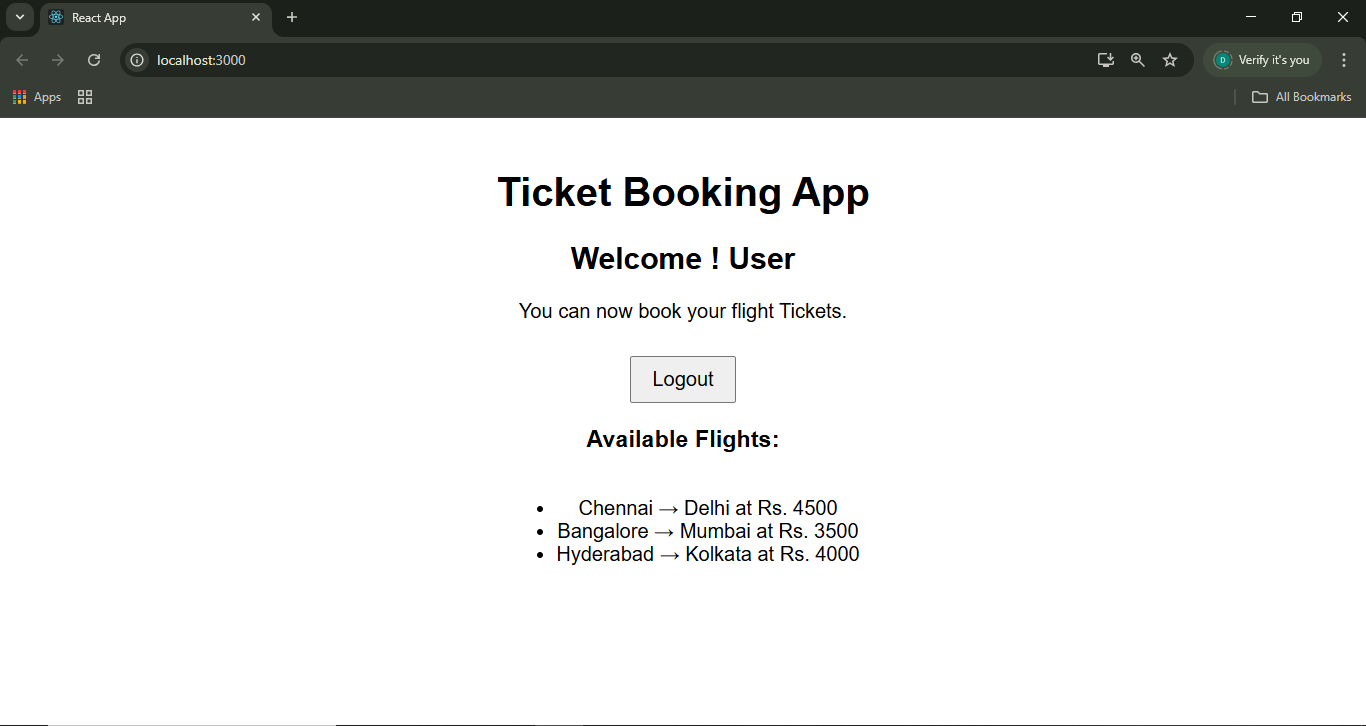 React App
localhost:3000
D
Verify it's you
Apps
All Bookmarks
Ticket Booking App
Welcome ! User
You can now book your flight Tickets.
Logout
Available Flights:
• Chennai → Delhi at Rs. 4500
• Bangalore → Mumbai at Rs. 3500
• Hyderabad → Kolkata at Rs. 4000